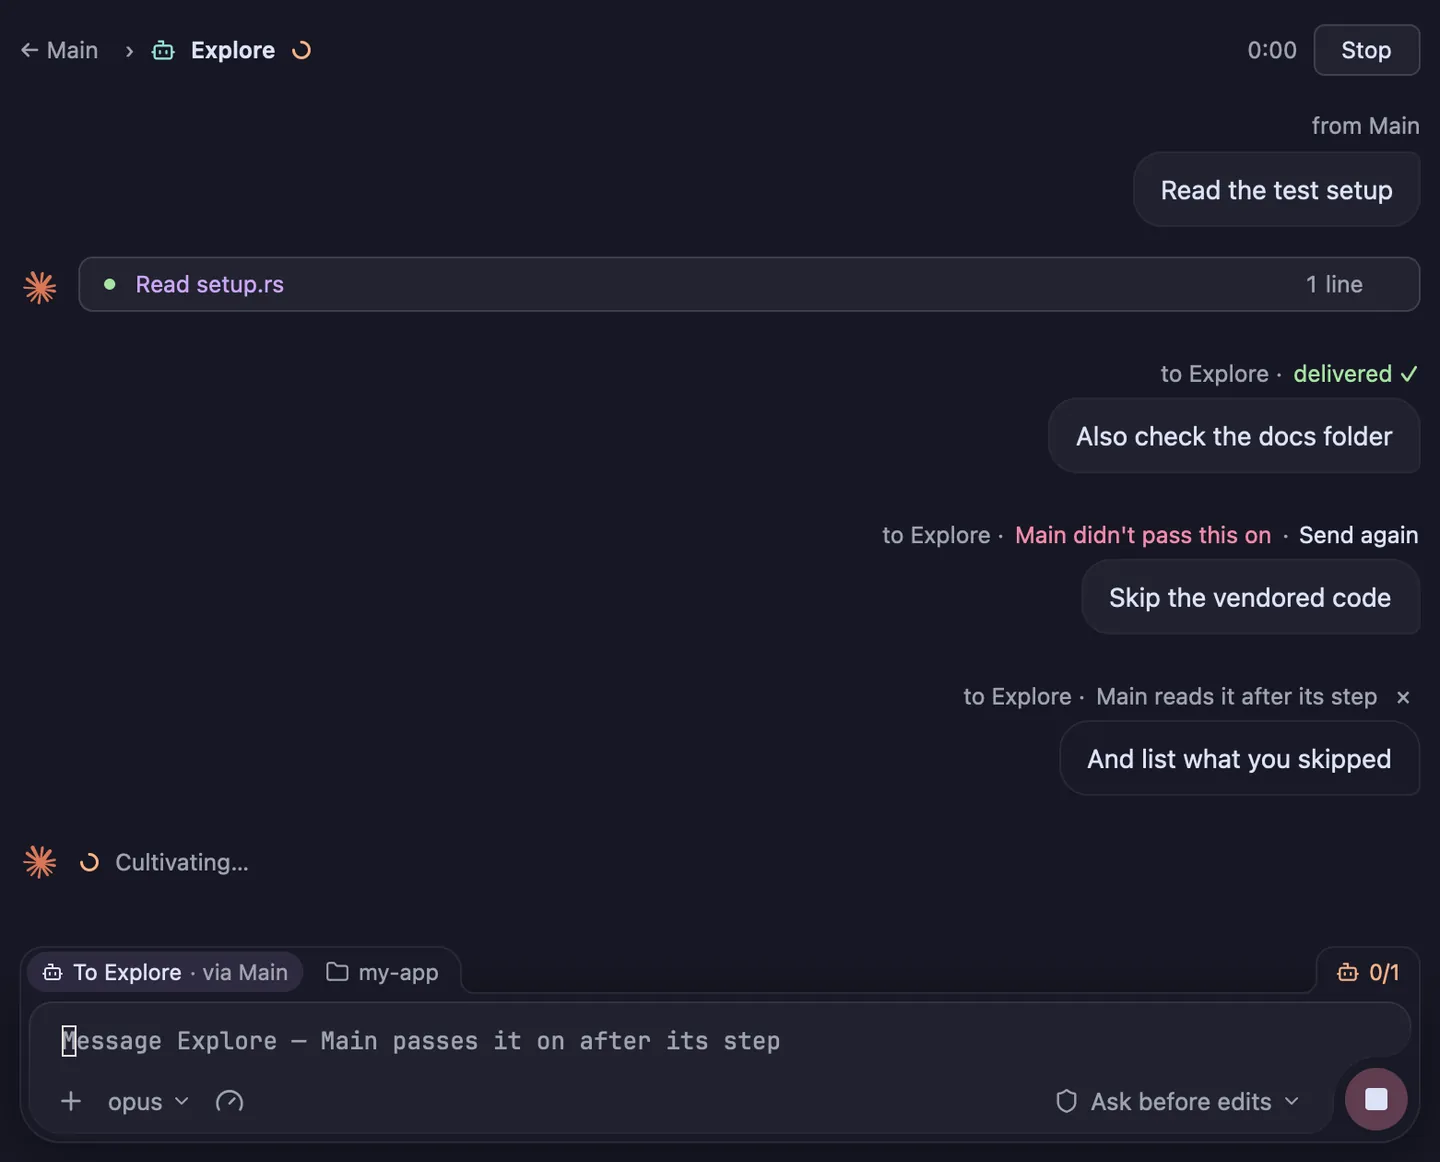 ← Main › Explore 0:00 Stop
from Main
Read the test setup
Read setup.rs 1 line
to Explore · delivered ✓
Also check the docs folder
to Explore · Main didn't pass this on · Send again
Skip the vendored code
to Explore · Main reads it after its step ×
And list what you skipped
Cultivating...
To Explore · via Main my-app 0/1
Message Explore — Main passes it on after its step
+ opus Ask before edits